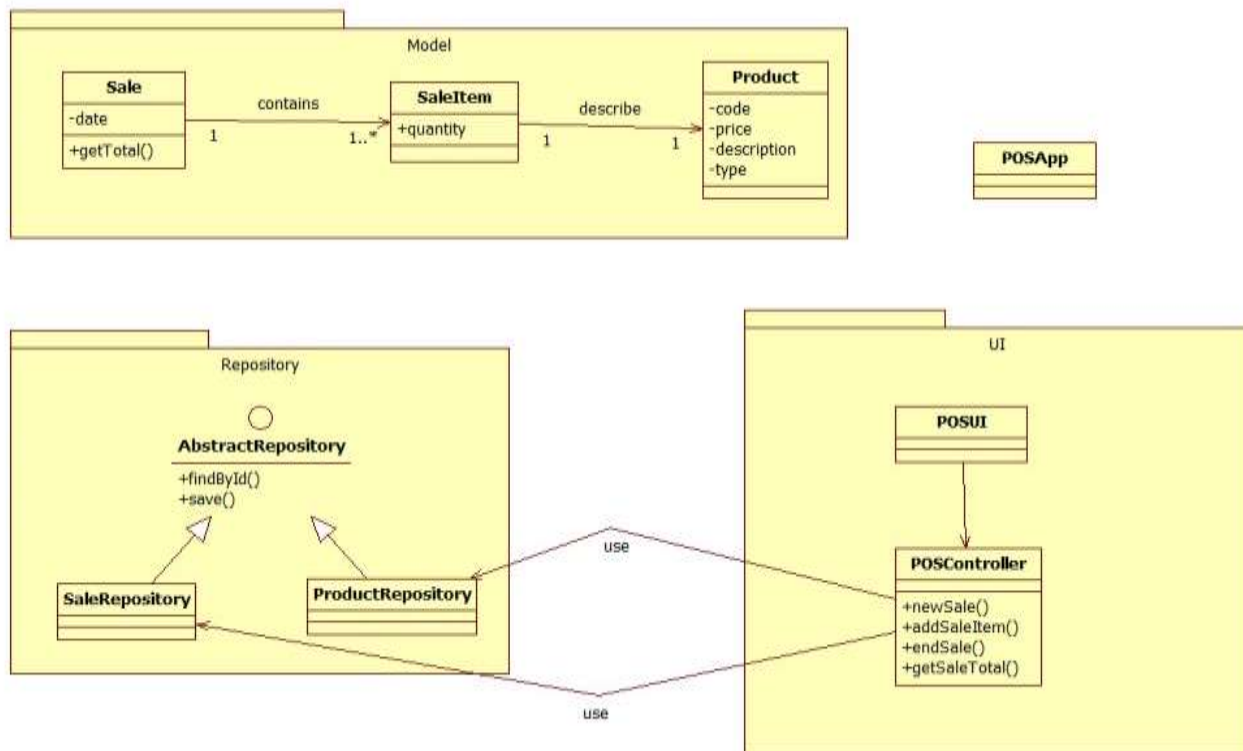 Model
Sale
-date
+getTotal()
contains
1
1..*
SaleItem
+quantity
describe
1
1
Product
-code
-price
-description
-type
POSApp
Repository
AbstractRepository
+findById()
+save()
SaleRepository
ProductRepository
use
use
UI
POSUI
POSController
+newSale()
+addSaleItem()
+endSale()
+getSaleTotal()